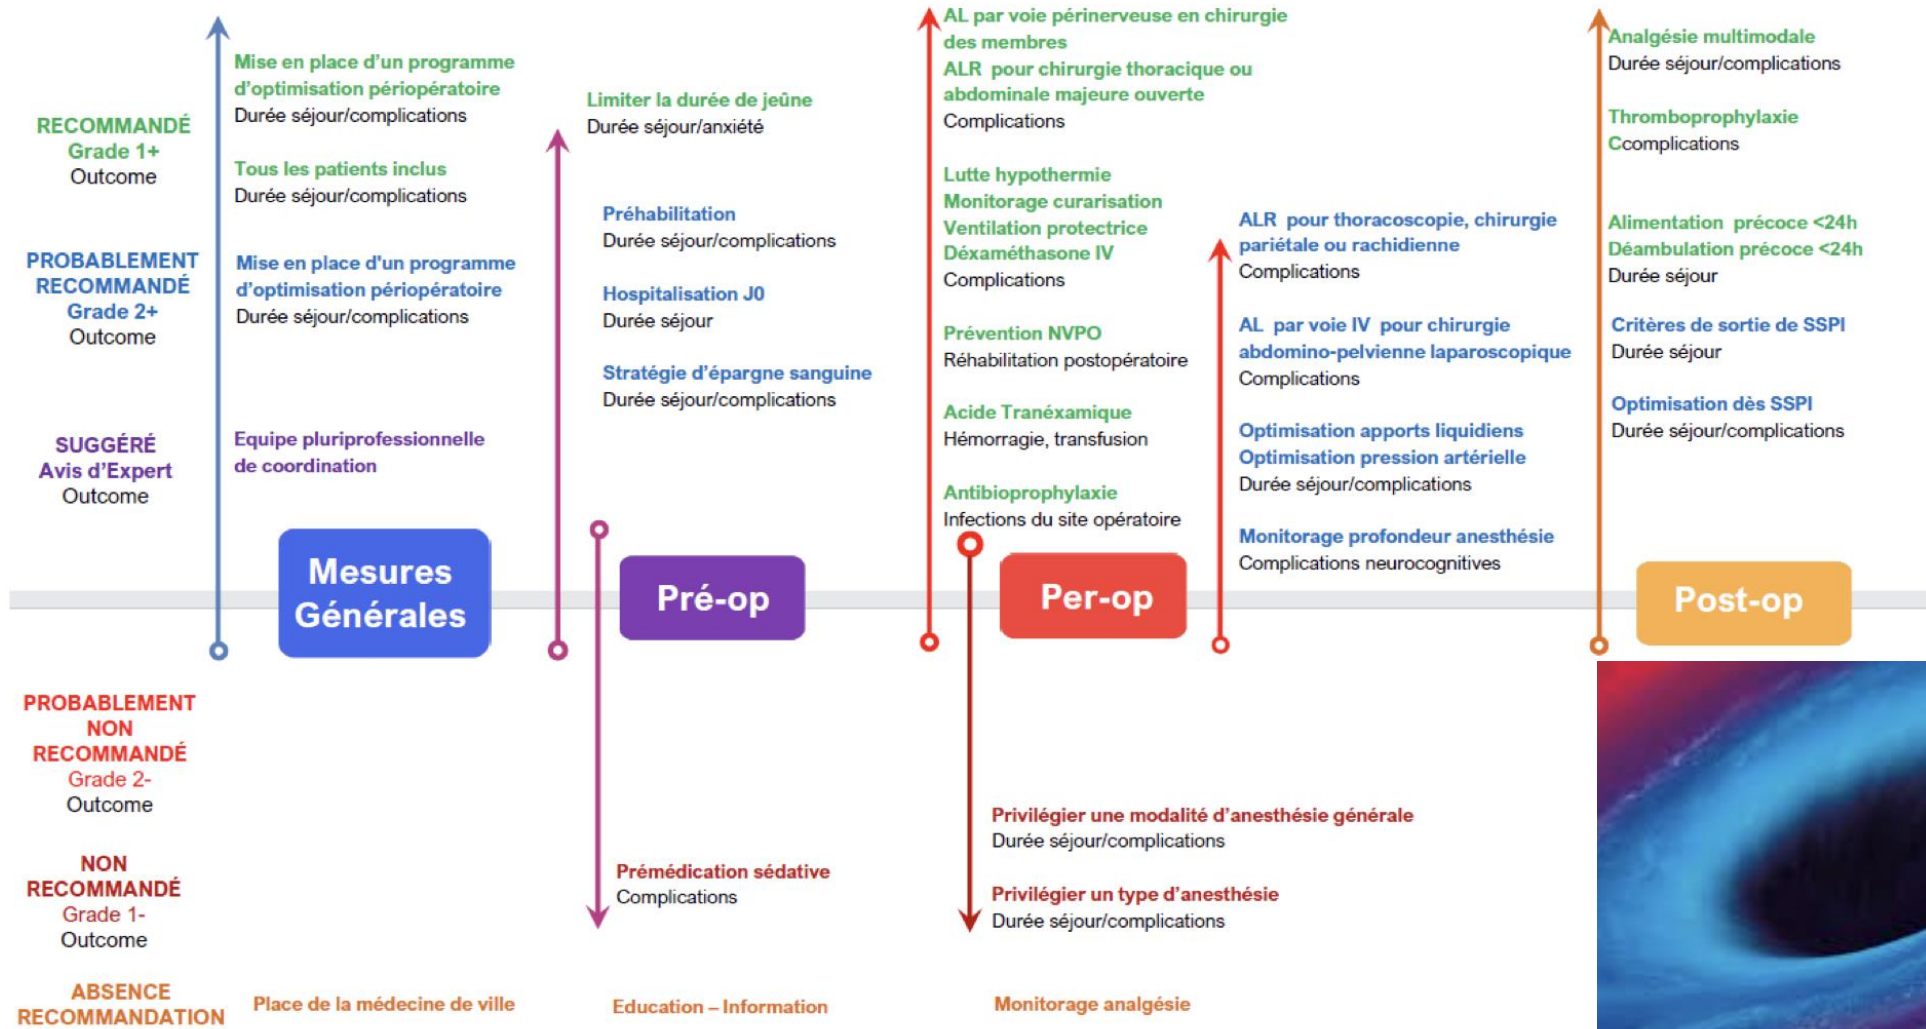 RECOMMANDÉ
Grade 1+
Outcome
PROBABLEMENT
RECOMMANDÉ
Grade 2+
Outcome
SUGGÉRÉ
Avis d'Expert
Outcome
Mise en place d'un programme
d'optimisation périopératoire
Durée séjour/complications
Tous les patients inclus
Durée séjour/complications
Mise en place d'un programme
d'optimisation périopératoire
Durée séjour/complications
Equipe pluriprofessionnelle
de coordination
Mesures
Générales
Limiter la durée de jeûne
Durée séjour/anxiété
Préhabilitation
Durée séjour/complications
Hospitalisation J0
Durée séjour
Stratégie d'épargne sanguine
Durée séjour/complications
Pré-op
AL par voie périnerveuse en chirurgie
des membres
ALR pour chirurgie thoracique ou
abdominale majeure ouverte
Complications
Lutte hypothermie
Monitorage curarisation
Ventilation protectrice
Déxaméthasone IV
Complications
Prévention NVPO
Réhabilitation postopératoire
Acide Tranéxamique
Hémorragie, transfusion
Antibioprophylaxie
Infections du site opératoire
Per-op
ALR pour thoracoscopie, chirurgie
pariétale ou rachidienne
Complications
AL par voie IV pour chirurgie
abdomino-pelvienne laparoscopique
Complications
Optimisation apports liquidiens
Optimisation pression artérielle
Durée séjour/complications
Monitorage profondeur anesthésie
Complications neurocognitives
Analgésie multimodale
Durée séjour/complications
Thromboprophylaxie
Ccomplications
Alimentation précoce <24h
Déambulation précoce <24h
Durée séjour
Critères de sortie de SSPI
Durée séjour
Optimisation dès SSPI
Durée séjour/complications
Post-op
PROBABLEMENT
NON
RECOMMANDÉ
Grade 2-
Outcome
NON
RECOMMANDÉ
Grade 1-
Outcome
Prémédication sédative
Complications
Privilégier une modalité d'anesthésie générale
Durée séjour/complications
Privilégier un type d'anesthésie
Durée séjour/complications
ABSENCE
RECOMMANDATION
Place de la médecine de ville
Education – Information
Monitorage analgésie